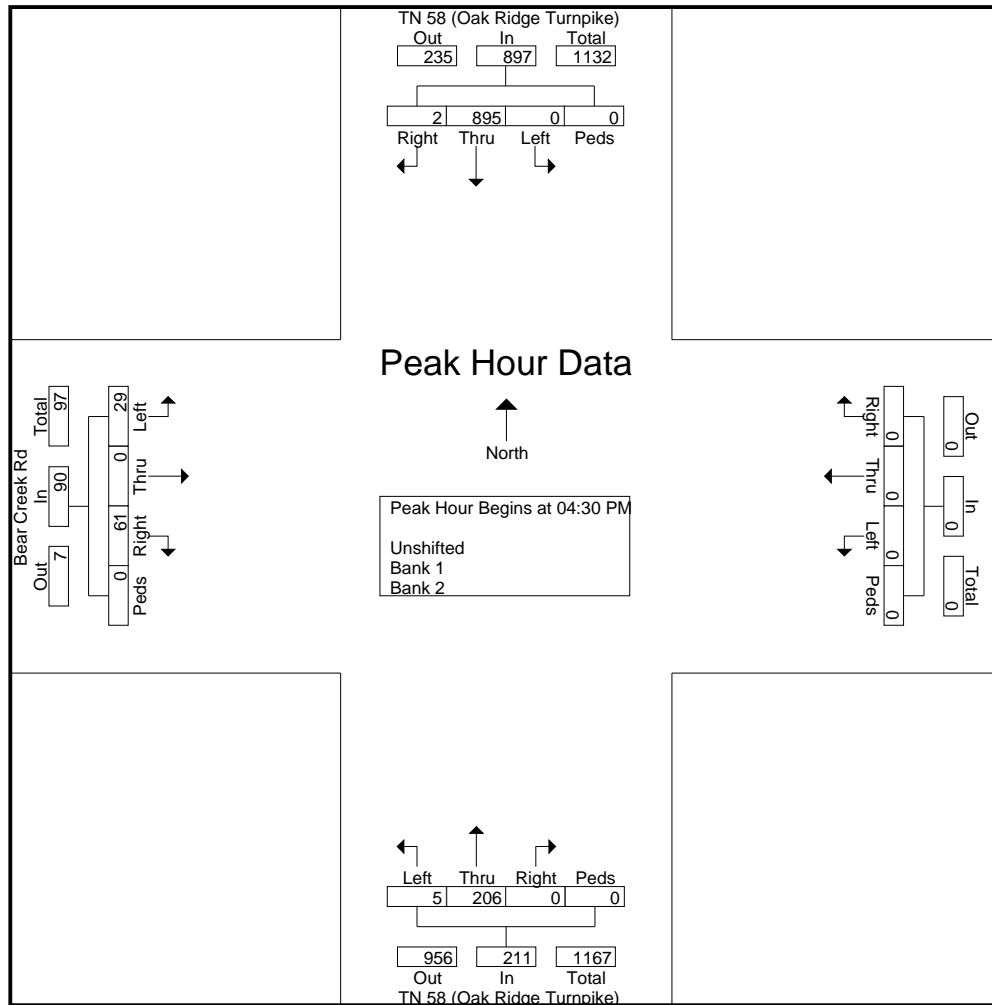 TN 58 (Oak Ridge Turnpike)
Out In Total
235 897 1132
2 895 0 0
Right Thru Left Peds
Peak Hour Data
North
Peak Hour Begins at 04:30 PM
Unshifted
Bank 1
Bank 2
Bear Creek Rd
Out In Total
7 90 97
29 0 61 0
Left Thru Right Peds
Right Thru Left Peds
0 0 0 0
Out In Total
0 0 0
Left Thru Right Peds
5 206 0 0
956 211 1167
Out In Total
TN 58 (Oak Ridge Turnpike)